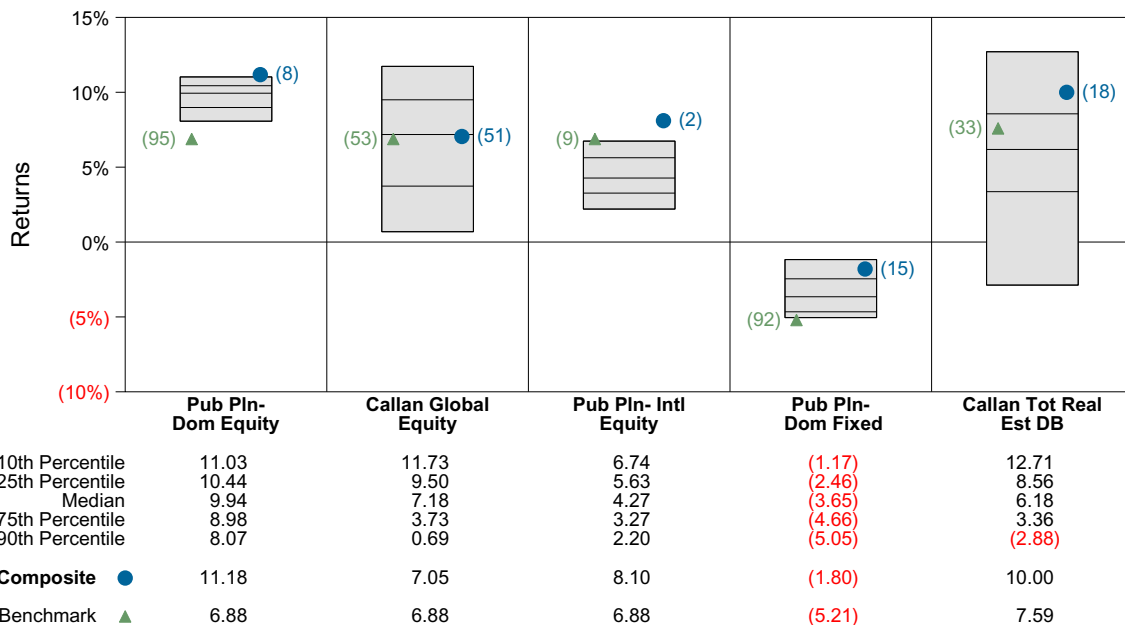 15%
10%
5%
0%
(5%)
(10%)
Returns
(8)
(95)
(53)
(51)
(9)
(2)
(92)
(15)
(33)
(18)
Pub Pln-
Dom Equity
Callan Global
Equity
Pub Pln- Intl
Equity
Pub Pln-
Dom Fixed
Callan Tot Real
Est DB
10th Percentile 11.03 11.73 6.74 (1.17) 12.71
25th Percentile 10.44 9.50 5.63 (2.46) 8.56
Median 9.94 7.18 4.27 (3.65) 6.18
75th Percentile 8.98 3.73 3.27 (4.66) 3.36
90th Percentile 8.07 0.69 2.20 (5.05) (2.88)
Composite 11.18 7.05 8.10 (1.80) 10.00
Benchmark 6.88 6.88 6.88 (5.21) 7.59